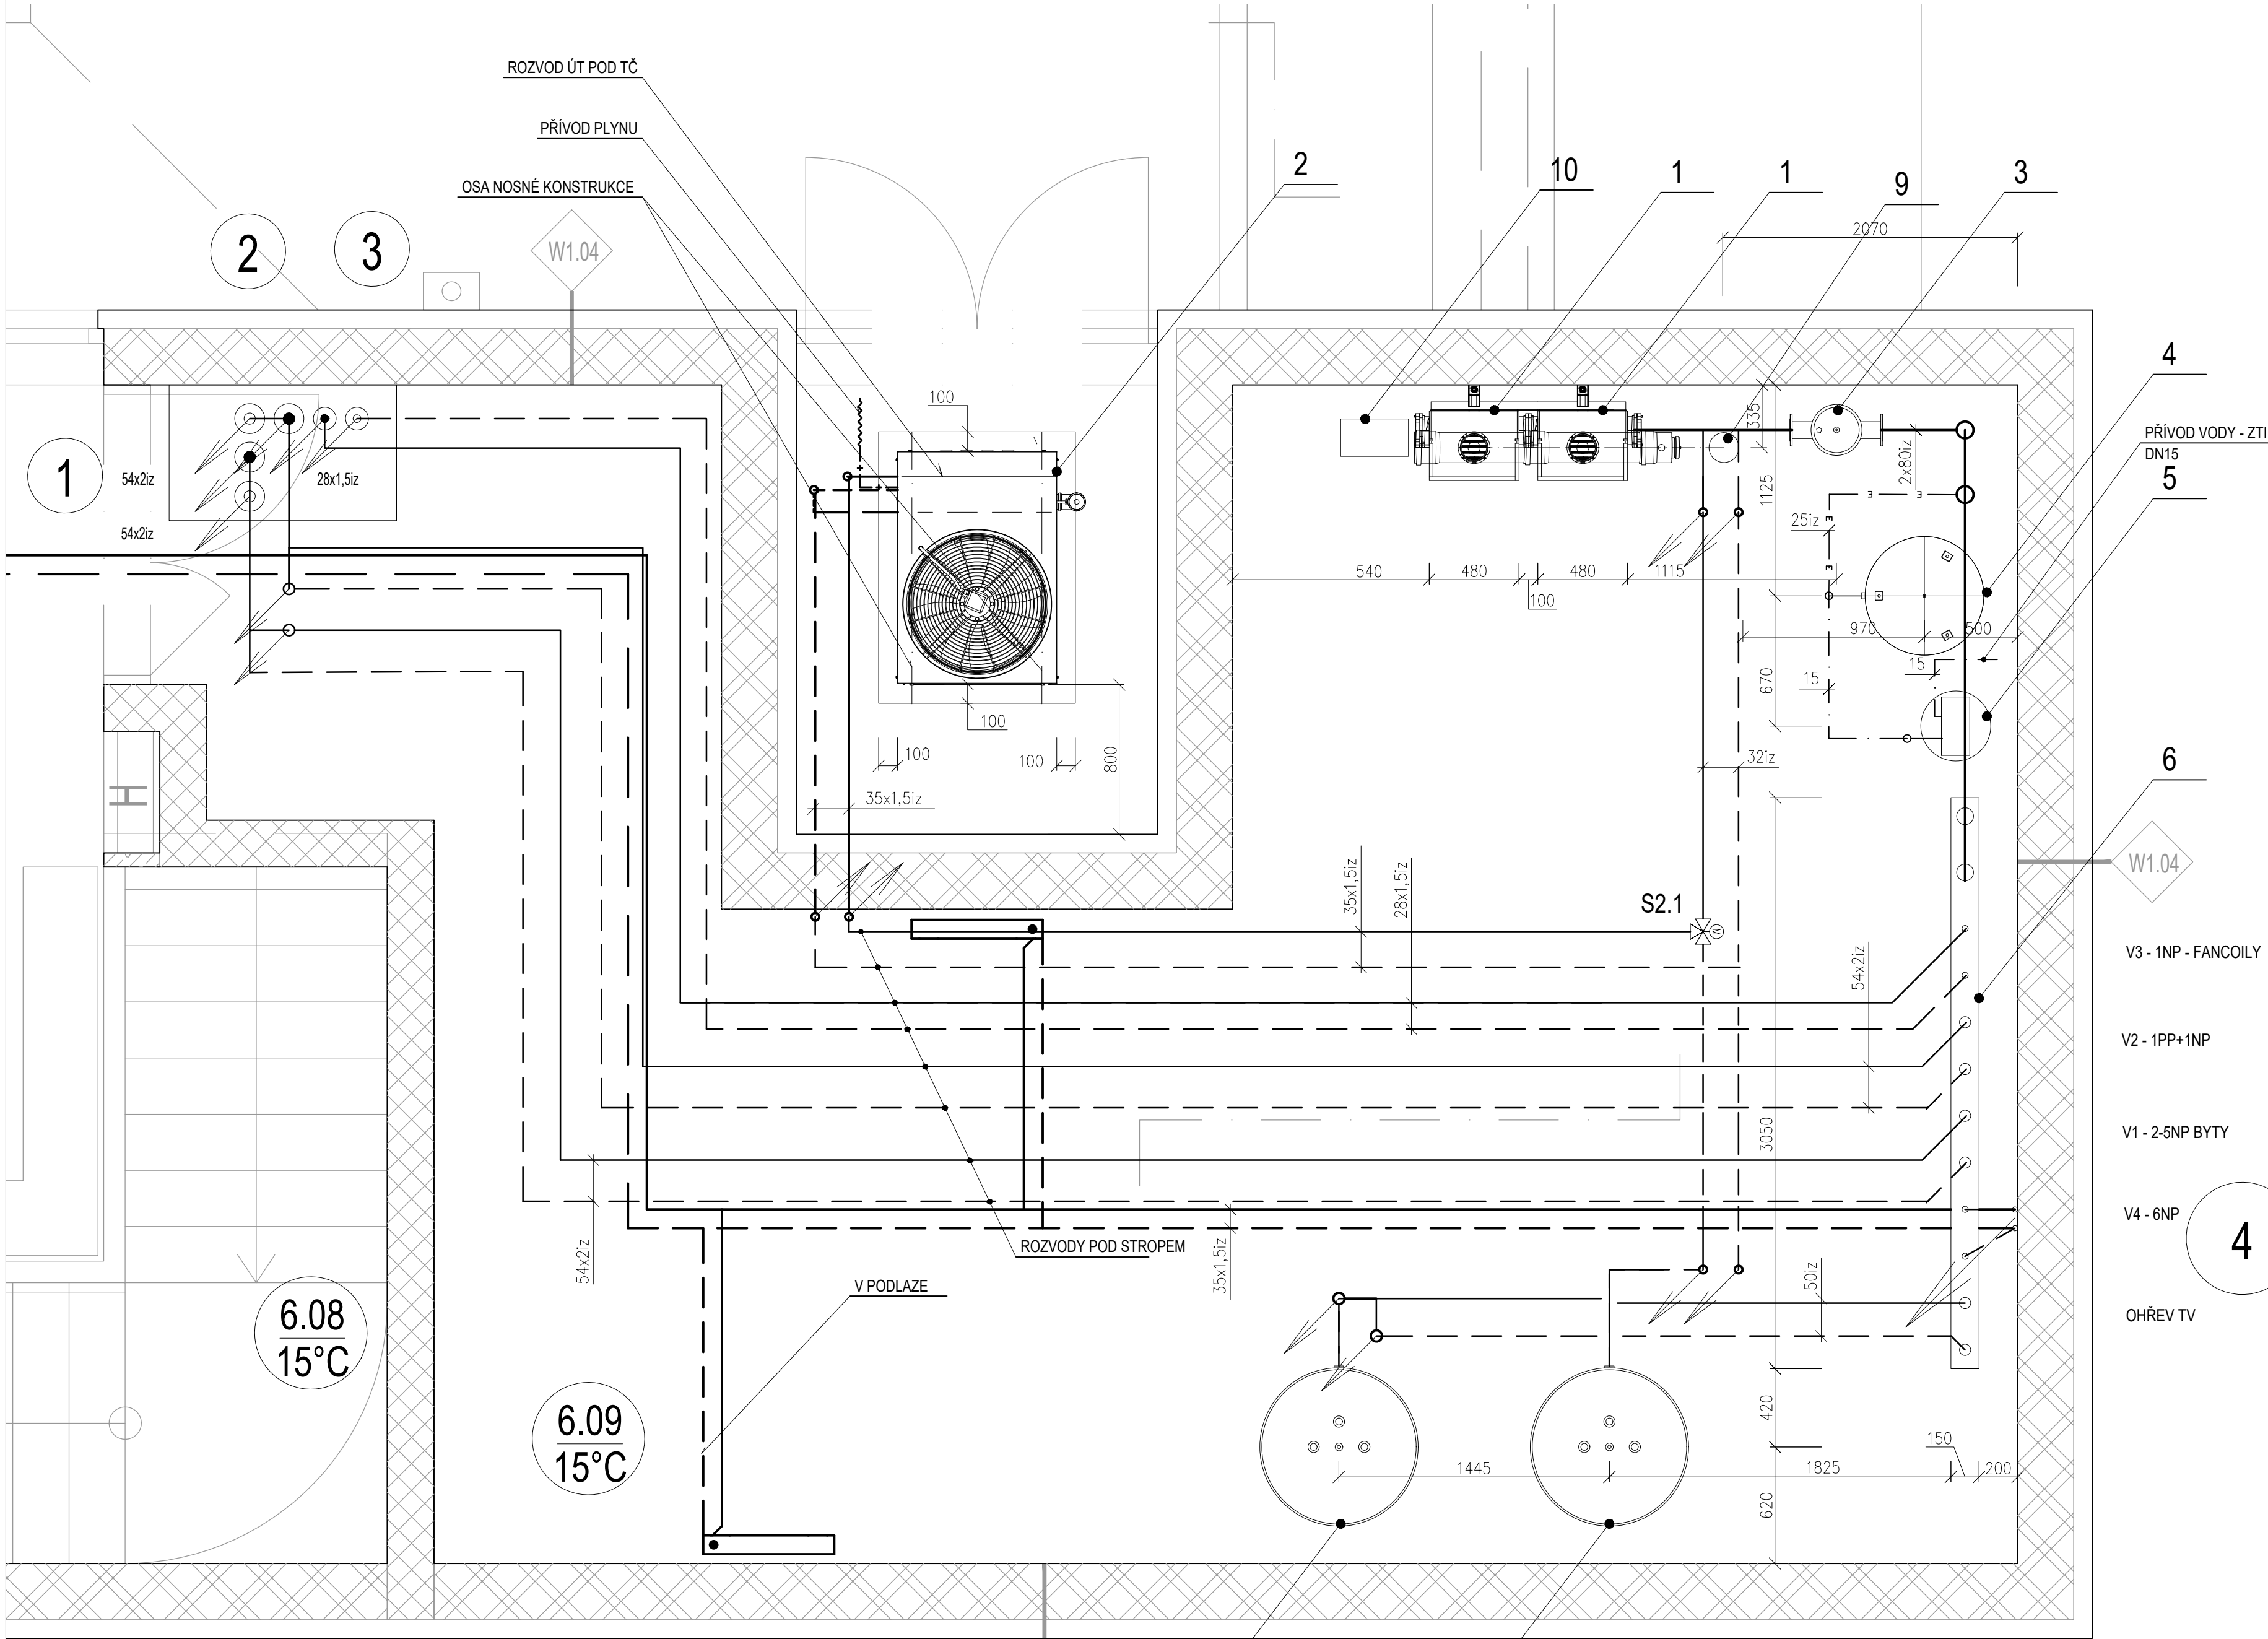 ROZVOD ÚT POD TČ
PŘÍVOD PLYNU
OSA NOSNÉ KONSTRUKCE
2
3
W1.04
2
10
1
1
9
3
2070
4
PŘÍVOD VODY - ZTI
DN15
5
1
54x2iz
28x1,5iz
54x2iz
100
335
2x80iz
1125
25iz
540
480
480
1115
100
970
500
15
15
670
100
100
100
800
32iz
35x1,5iz
H
6
W1.04
35x1,5iz
28x1,5iz
S2.1
M
54x2iz
V3 - 1NP - FANCOILY
V2 - 1PP+1NP
3050
V1 - 2-5NP BYTY
V4 - 6NP
4
54x2iz
ROZVODY POD STROPEM
35x1,5iz
50iz
V PODLAZE
OHŘEV TV
6.08
15°C
6.09
15°C
420
150
1445
1825
200
620